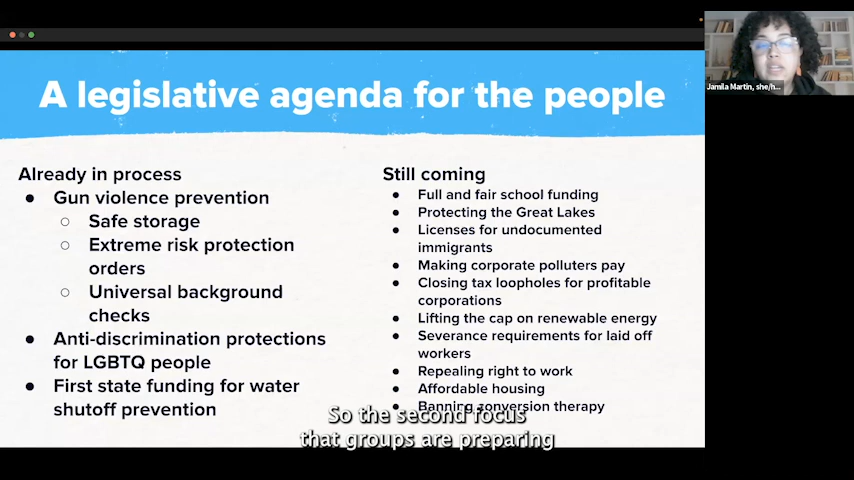 A legislative agenda for the people
Jamila Martin, she/h...
Already in process
● Gun violence prevention
○ Safe storage
○ Extreme risk protection
orders
○ Universal background
checks
● Anti-discrimination protections
for LGBTQ people
● First state funding for water
shutoff prevention
Still coming
● Full and fair school funding
● Protecting the Great Lakes
● Licenses for undocumented
immigrants
● Making corporate polluters pay
● Closing tax loopholes for profitable
corporations
● Lifting the cap on renewable energy
● Severance requirements for laid off
workers
● Repealing right to work
● Affordable housing
● Banning conversion therapy
So the second focus
that groups are preparing